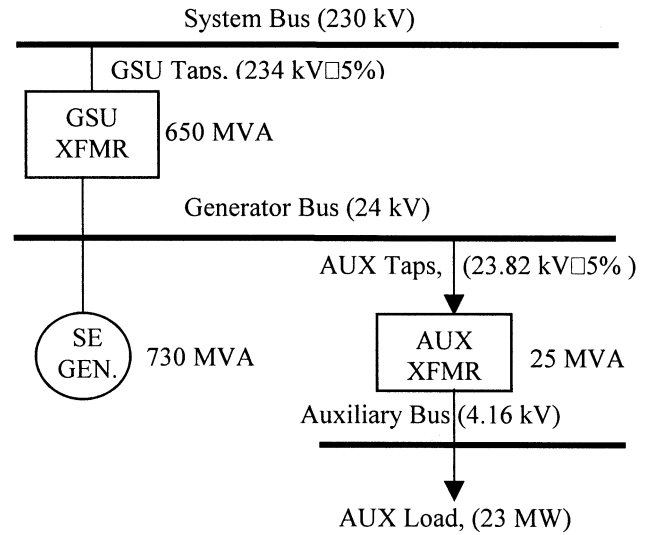 System Bus (230 kV)
GSU Taps, (234 kV□5%)
GSU
XFMR
650 MVA
Generator Bus (24 kV)
AUX Taps, (23.82 kV□5% )
SE
GEN.
730 MVA
AUX
XFMR
25 MVA
Auxiliary Bus (4.16 kV)
AUX Load, (23 MW)